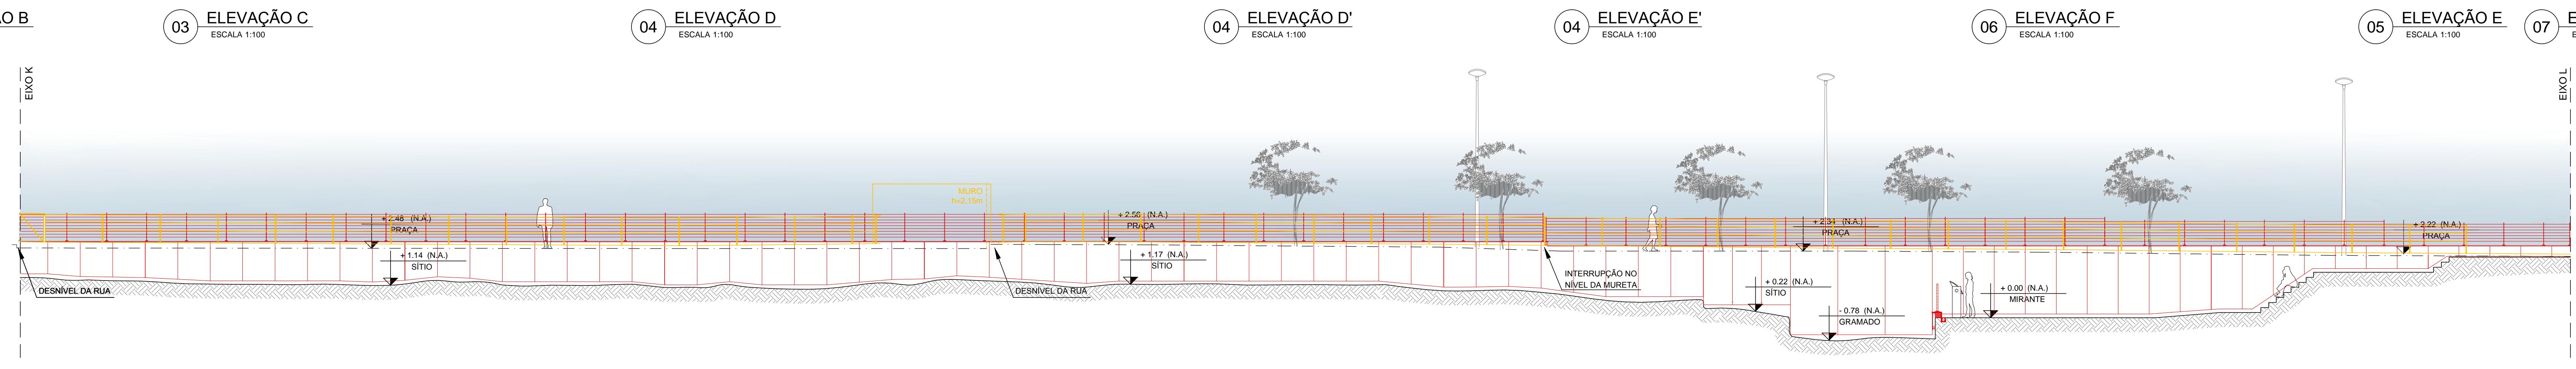 ÃO B
03
ELEVAÇÃO C
ESCALA 1:100
04
ELEVAÇÃO D
ESCALA 1:100
04
ELEVAÇÃO D'
ESCALA 1:100
04
ELEVAÇÃO E'
ESCALA 1:100
06
ELEVAÇÃO F
ESCALA 1:100
05
ELEVAÇÃO E
ESCALA 1:100
07
E
E
EIXO K
EIXO L
MURO
h=2,15m
+ 2.48 (N.A.)
PRAÇA
+ 1.14 (N.A.)
SÍTIO
DESNÍVEL DA RUA
DESNÍVEL DA RUA
+ 2.56 (N.A.)
PRAÇA
+ 1.17 (N.A.)
SÍTIO
INTERRUPÇÃO NO
NÍVEL DA MURETA
+ 0.22 (N.A.)
SÍTIO
+ 2.34 (N.A.)
PRAÇA
- 0.78 (N.A.)
GRAMADO
+ 0.00 (N.A.)
MIRANTE
+ 2.22 (N.A.)
PRAÇA